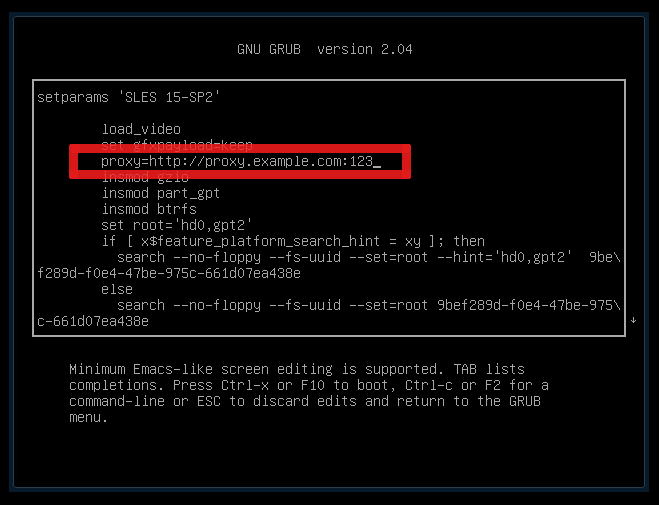 GNU GRUB  version 2.04
setparams 'SLES 15-SP2'
load_video
set gfxpayload=keep
proxy=http://proxy.example.com:123_
insmod gzio
insmod part_gpt
insmod btrfs
set root='hd0,gpt2'
if [ x$feature_platform_search_hint = xy ]; then
search --no-floppy --fs-uuid --set=root --hint='hd0,gpt2'  9be\
f289d-f0e4-47be-975c-661d07ea438e
else
search --no-floppy --fs-uuid --set=root 9bef289d-f0e4-47be-975\
c-661d07ea438e
↓
Minimum Emacs-like screen editing is supported. TAB lists
completions. Press Ctrl-x or F10 to boot, Ctrl-c or F2 for a
command-line or ESC to discard edits and return to the GRUB
menu.